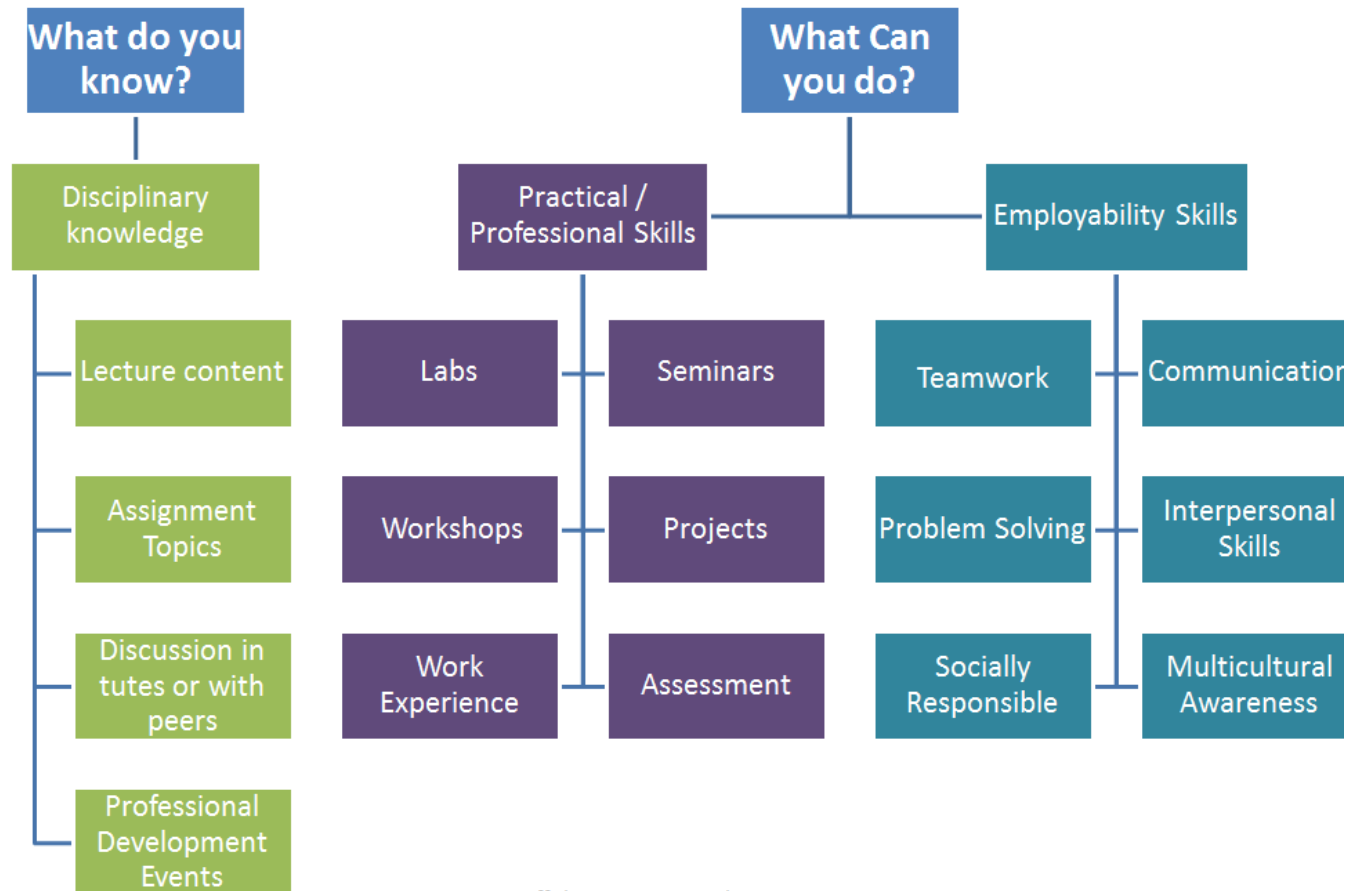 What do you
know?
What Can
you do?
Disciplinary
knowledge
Practical /
Professional Skills
Employability Skills
Lecture content
Labs
Seminars
Teamwork
Communication
Assignment
Topics
Workshops
Projects
Problem Solving
Interpersonal
Skills
Discussion in
tutes or with
peers
Work
Experience
Assessment
Socially
Responsible
Multicultural
Awareness
Professional
Development
Events